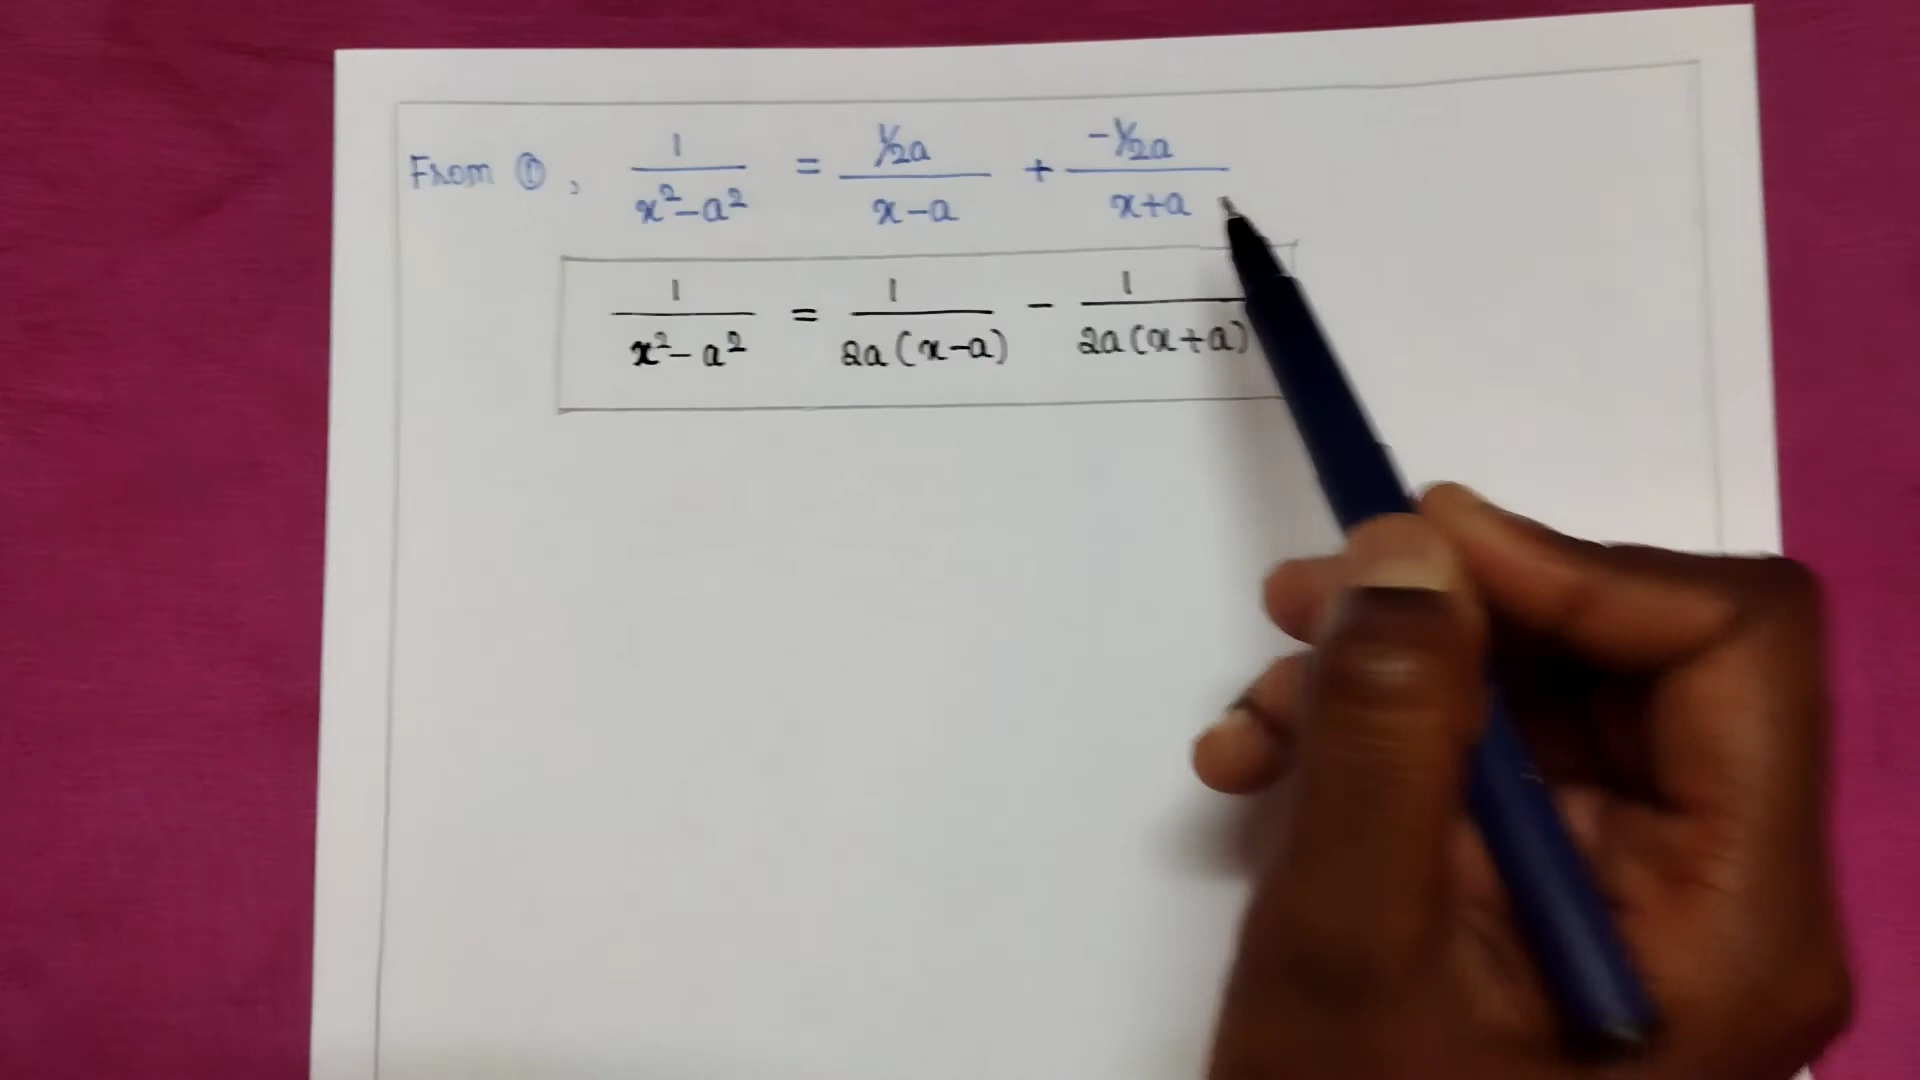 From ①, 1/(x²-a²) = (1/2a)/(x-a) + (-1/2a)/(x+a)
1/(x²-a²) = 1/(2a(x-a)) - 1/(2a(x+a))